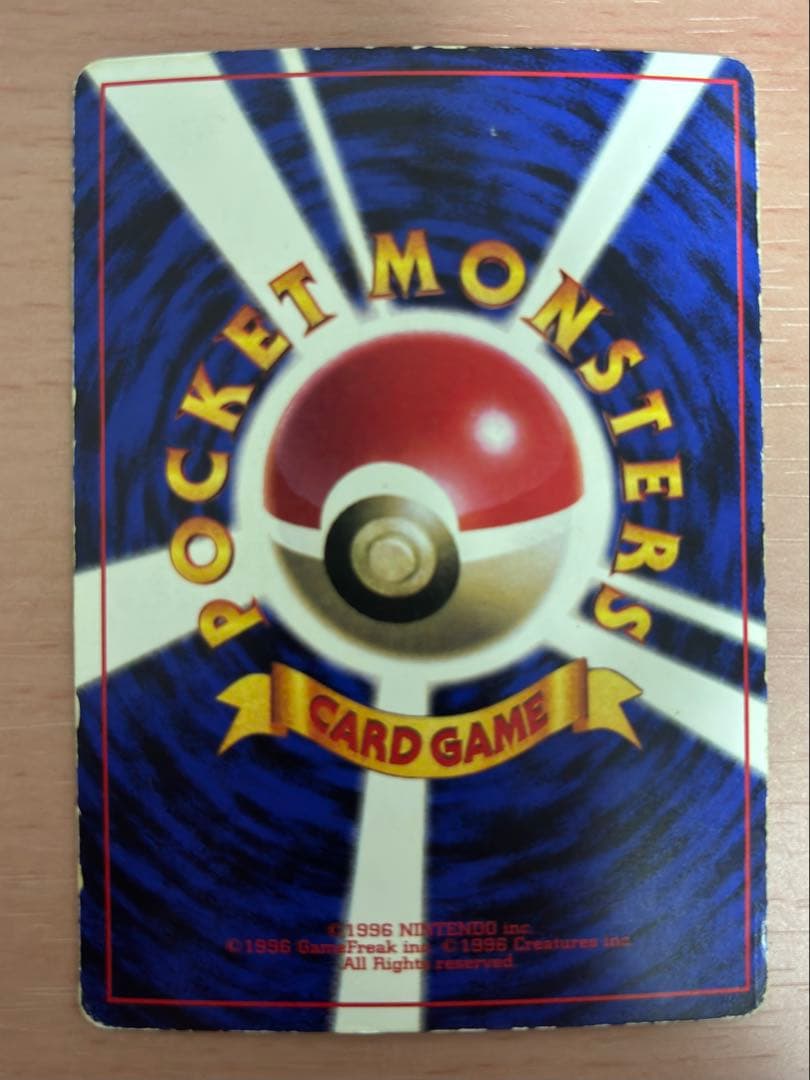 POCKET MONSTERS
CARD GAME
©1996 NINTENDO inc.
©1996 GameFreak inc. ©1996 Creatures inc.
All Rights reserved.